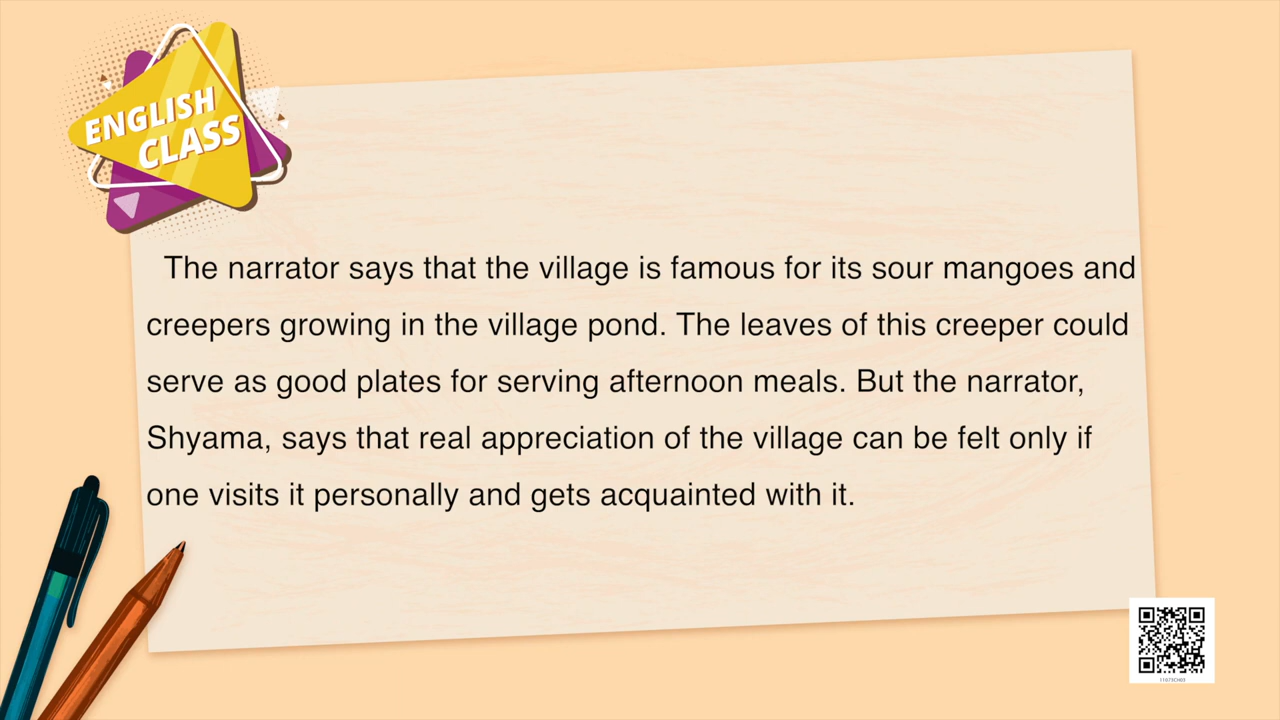 ENGLISH
CLASS
The narrator says that the village is famous for its sour mangoes and
creepers growing in the village pond. The leaves of this creeper could
serve as good plates for serving afternoon meals. But the narrator,
Shyama, says that real appreciation of the village can be felt only if
one visits it personally and gets acquainted with it.